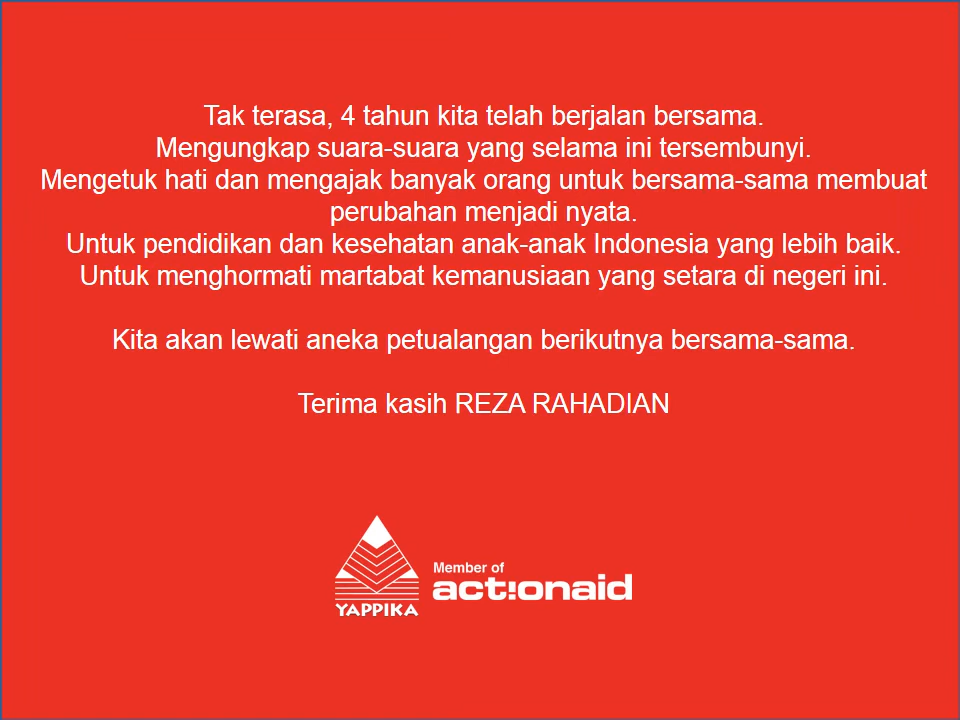 Tak terasa, 4 tahun kita telah berjalan bersama.
Mengungkap suara-suara yang selama ini tersembunyi.
Mengetuk hati dan mengajak banyak orang untuk bersama-sama membuat
perubahan menjadi nyata.
Untuk pendidikan dan kesehatan anak-anak Indonesia yang lebih baik.
Untuk menghormati martabat kemanusiaan yang setara di negeri ini.
Kita akan lewati aneka petualangan berikutnya bersama-sama.
Terima kasih REZA RAHADIAN
Member of
act!onaid
YAPPIKA